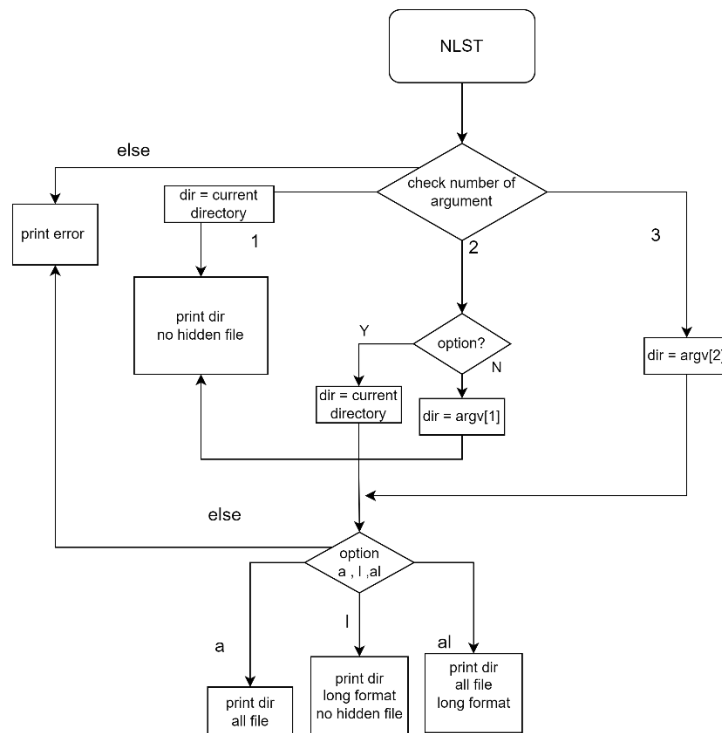 NLST
else
check number of
argument
dir = current
directory
print error
1
2
3
print dir
no hidden file
Y
option?
N
dir = argv[2]
dir = current
directory
dir = argv[1]
else
option
a , l ,al
a
l
al
print dir
all file
print dir
long format
no hidden file
print dir
all file
long format